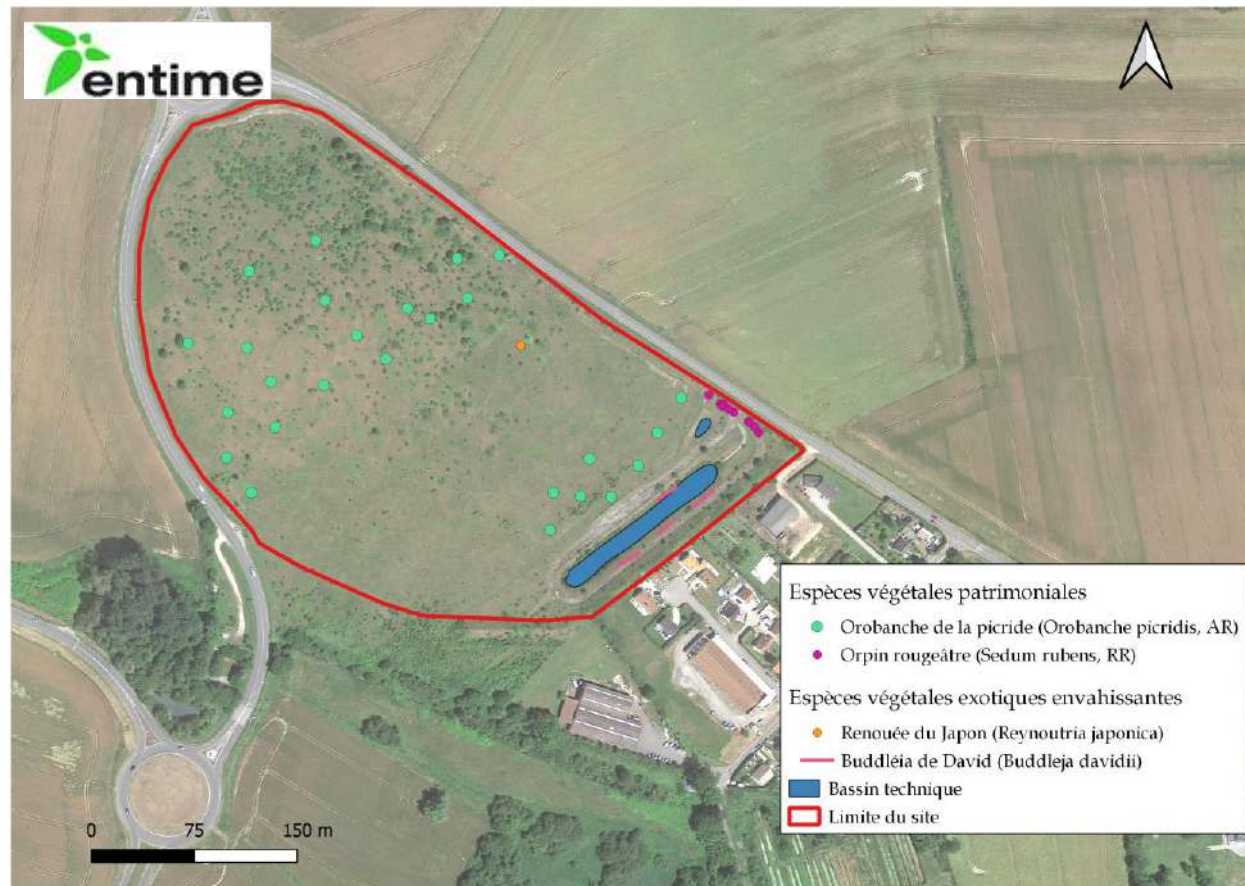 entime
Espèces végétales patrimoniales
Orobanche de la picride (Orobanche picridis, AR)
Orpin rougeâtre (Sedum rubens, RR)
Espèces végétales exotiques envahissantes
Renouée du Japon (Reynoutria japonica)
Buddléia de David (Buddleja davidii)
Bassin technique
Limite du site
0 75 150 m